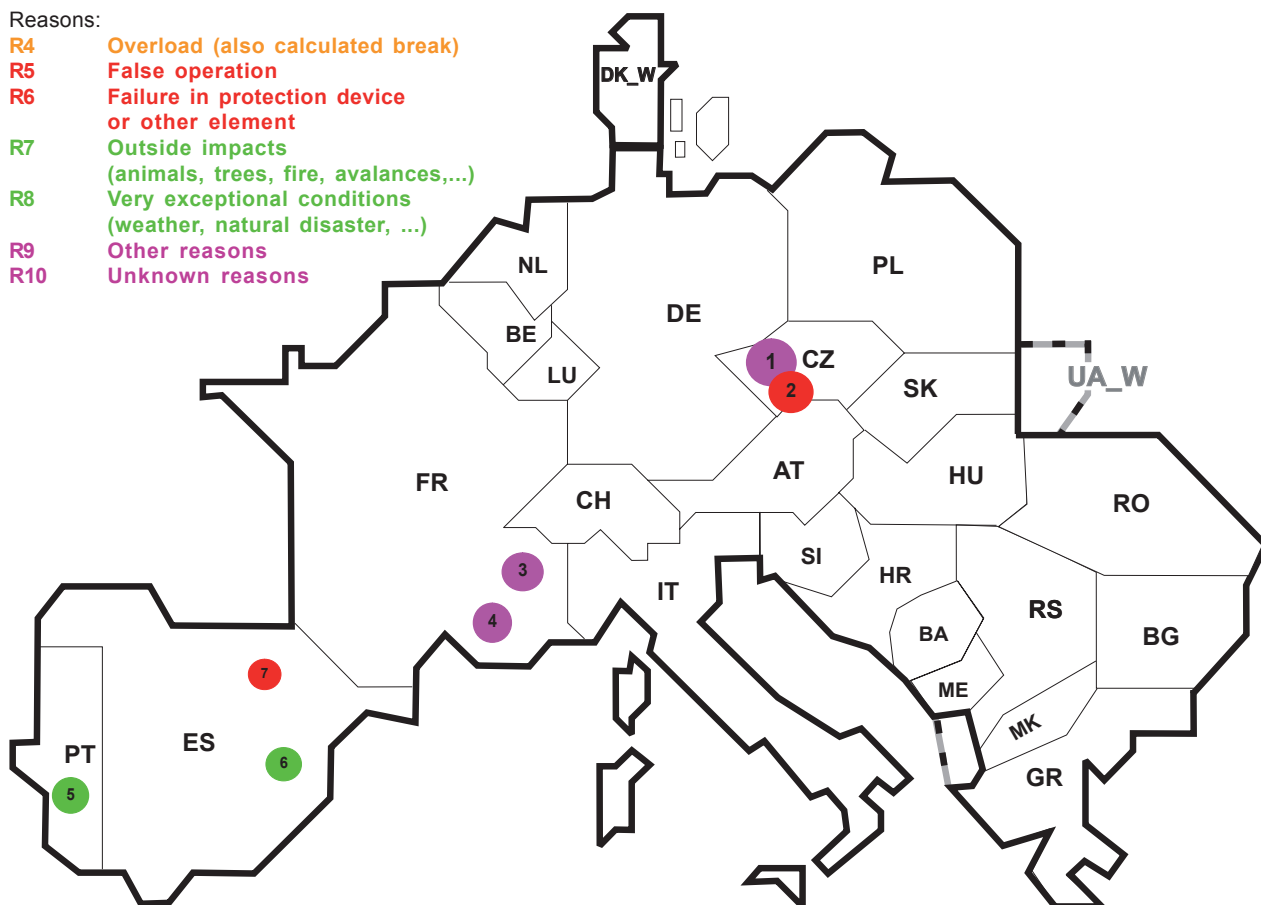 Reasons:
R4 Overload (also calculated break)
R5 False operation
R6 Failure in protection device
or other element
R7 Outside impacts
(animals, trees, fire, avalances,...)
R8 Very exceptional conditions
(weather, natural disaster, ...)
R9 Other reasons
R10 Unknown reasons
DK_W
NL
PL
DE
BE
1
CZ
LU
UA_W
2
SK
FR
AT
HU
CH
RO
SI
3
HR
IT
RS
4
BA
BG
7
ME
MK
ES
PT
6
GR
5